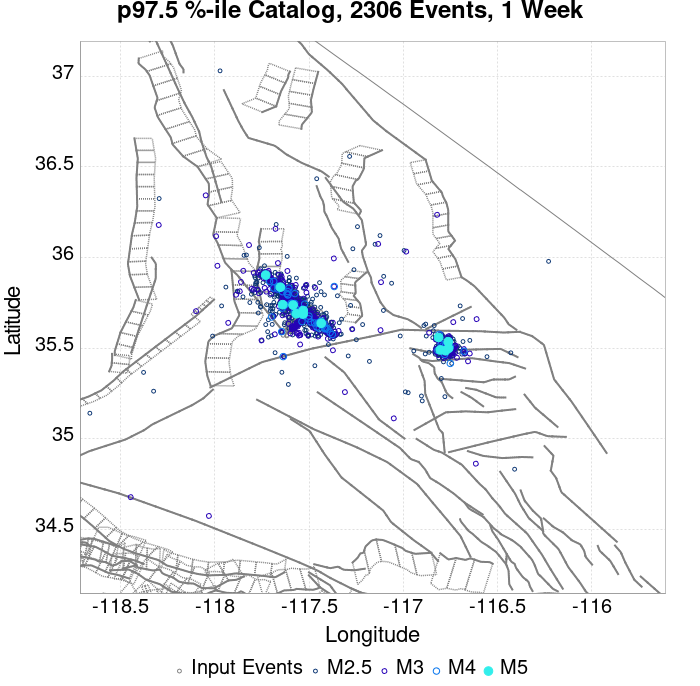 p97.5 %-ile Catalog, 2306 Events, 1 Week
37
36.5
36
35.5
35
34.5
Latitude
-118.5 -118 -117.5 -117 -116.5 -116
Longitude
Input Events M2.5 M3 M4 M5